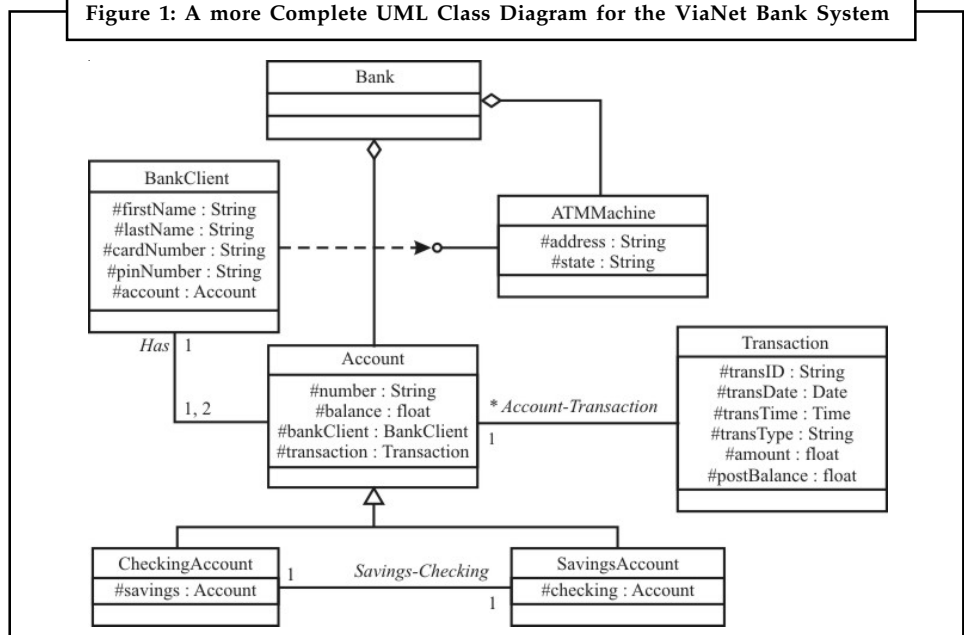 Figure 1: A more Complete UML Class Diagram for the ViaNet Bank System
Bank
BankClient
#firstName : String
#lastName : String
#cardNumber : String
#pinNumber : String
#account : Account
ATMMachine
#address : String
#state : String
Has 1
1, 2
Account
#number : String
#balance : float
#bankClient : BankClient
#transaction : Transaction
* Account-Transaction
1
Transaction
#transID : String
#transDate : Date
#transTime : Time
#transType : String
#amount : float
#postBalance : float
CheckingAccount
#savings : Account
1 Savings-Checking
1
SavingsAccount
#checking : Account